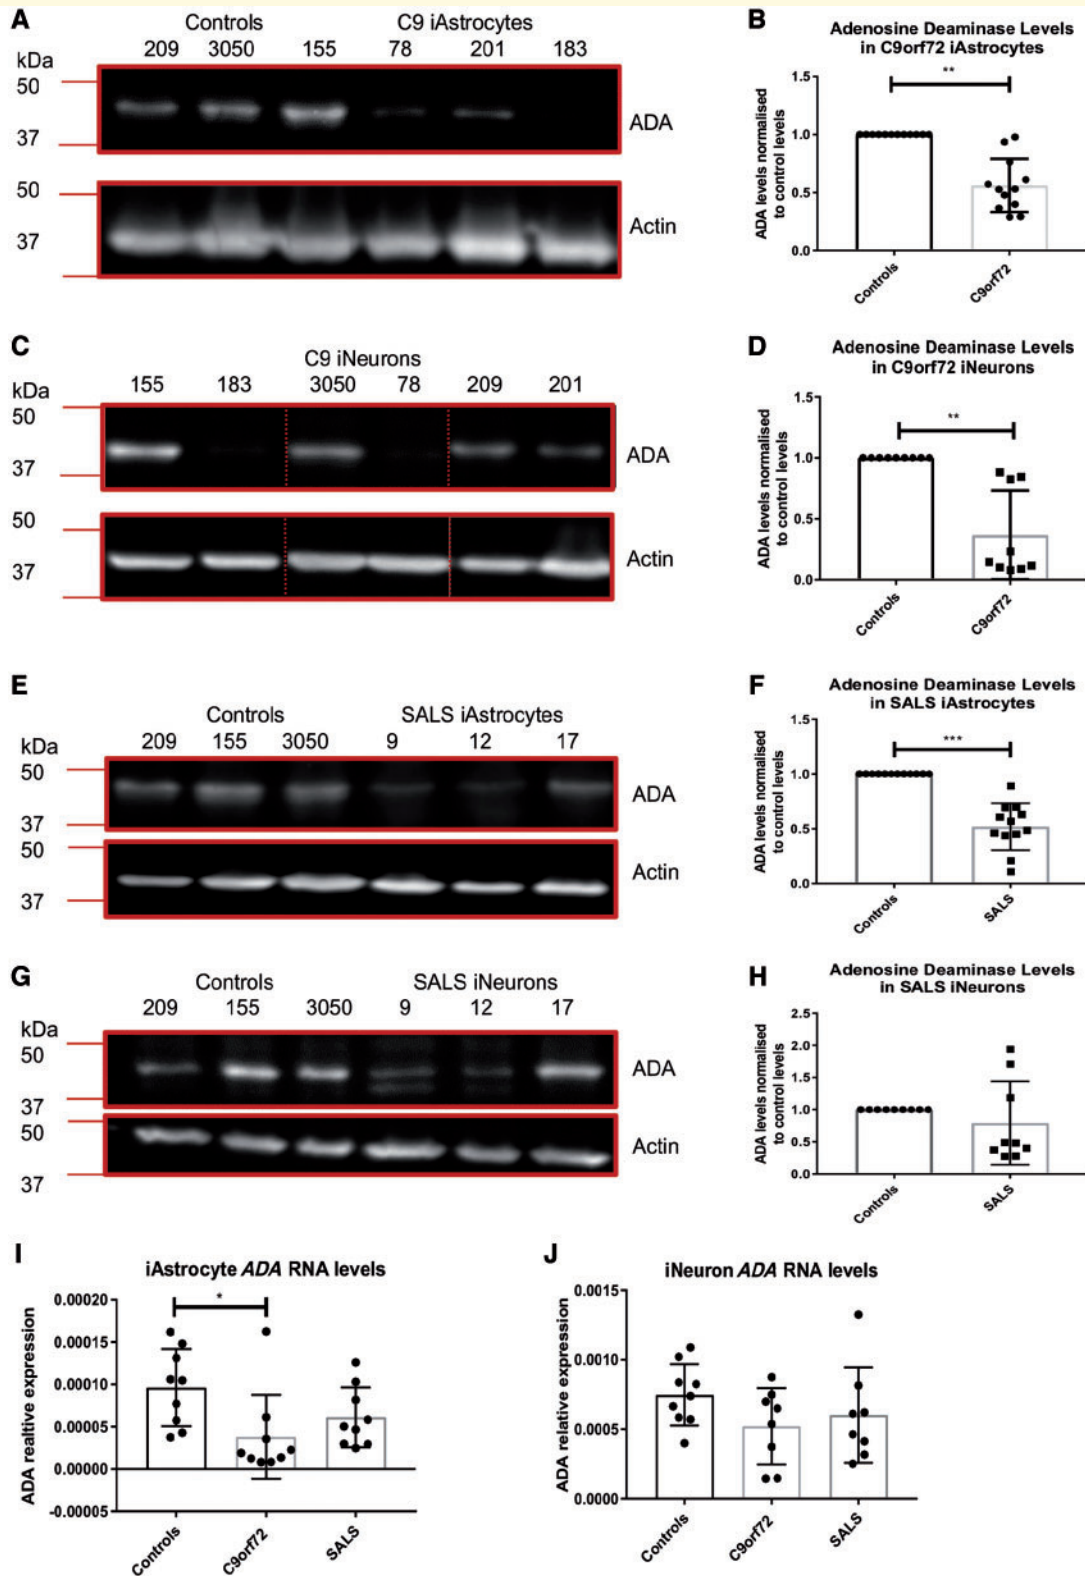 A
Controls C9 iAstrocytes
209 3050 155 78 201 183
kDa
50
37
ADA
50
37
Actin
B
Adenosine Deaminase Levels
in C9orf72 iAstrocytes
**
1.5
1.0
0.5
0.0
ADA levels normalised
to control levels
Controls
C9orf72
C
C9 iNeurons
155 183 3050 78 209 201
kDa
50
37
ADA
50
37
Actin
D
Adenosine Deaminase Levels
in C9orf72 iNeurons
**
1.5
1.0
0.5
0.0
ADA levels normalised
to control levels
Controls
C9orf72
E
Controls SALS iAstrocytes
209 155 3050 9 12 17
kDa
50
37
ADA
50
37
Actin
F
Adenosine Deaminase Levels
in SALS iAstrocytes
***
1.5
1.0
0.5
0.0
ADA levels normalised
to control levels
Controls
SALS
G
Controls SALS iNeurons
209 155 3050 9 12 17
kDa
50
37
ADA
50
37
Actin
H
Adenosine Deaminase Levels
in SALS iNeurons
2.5
2.0
1.5
1.0
0.5
0.0
ADA levels normalised
to control levels
Controls
SALS
I
iAstrocyte ADA RNA levels
*
0.00020
0.00015
0.00010
0.00005
0.00000
-0.00005
ADA realtive expression
Controls
C9orf72
SALS
J
iNeuron ADA RNA levels
0.0015
0.0010
0.0005
0.0000
ADA relative expression
Controls
C9orf72
SALS